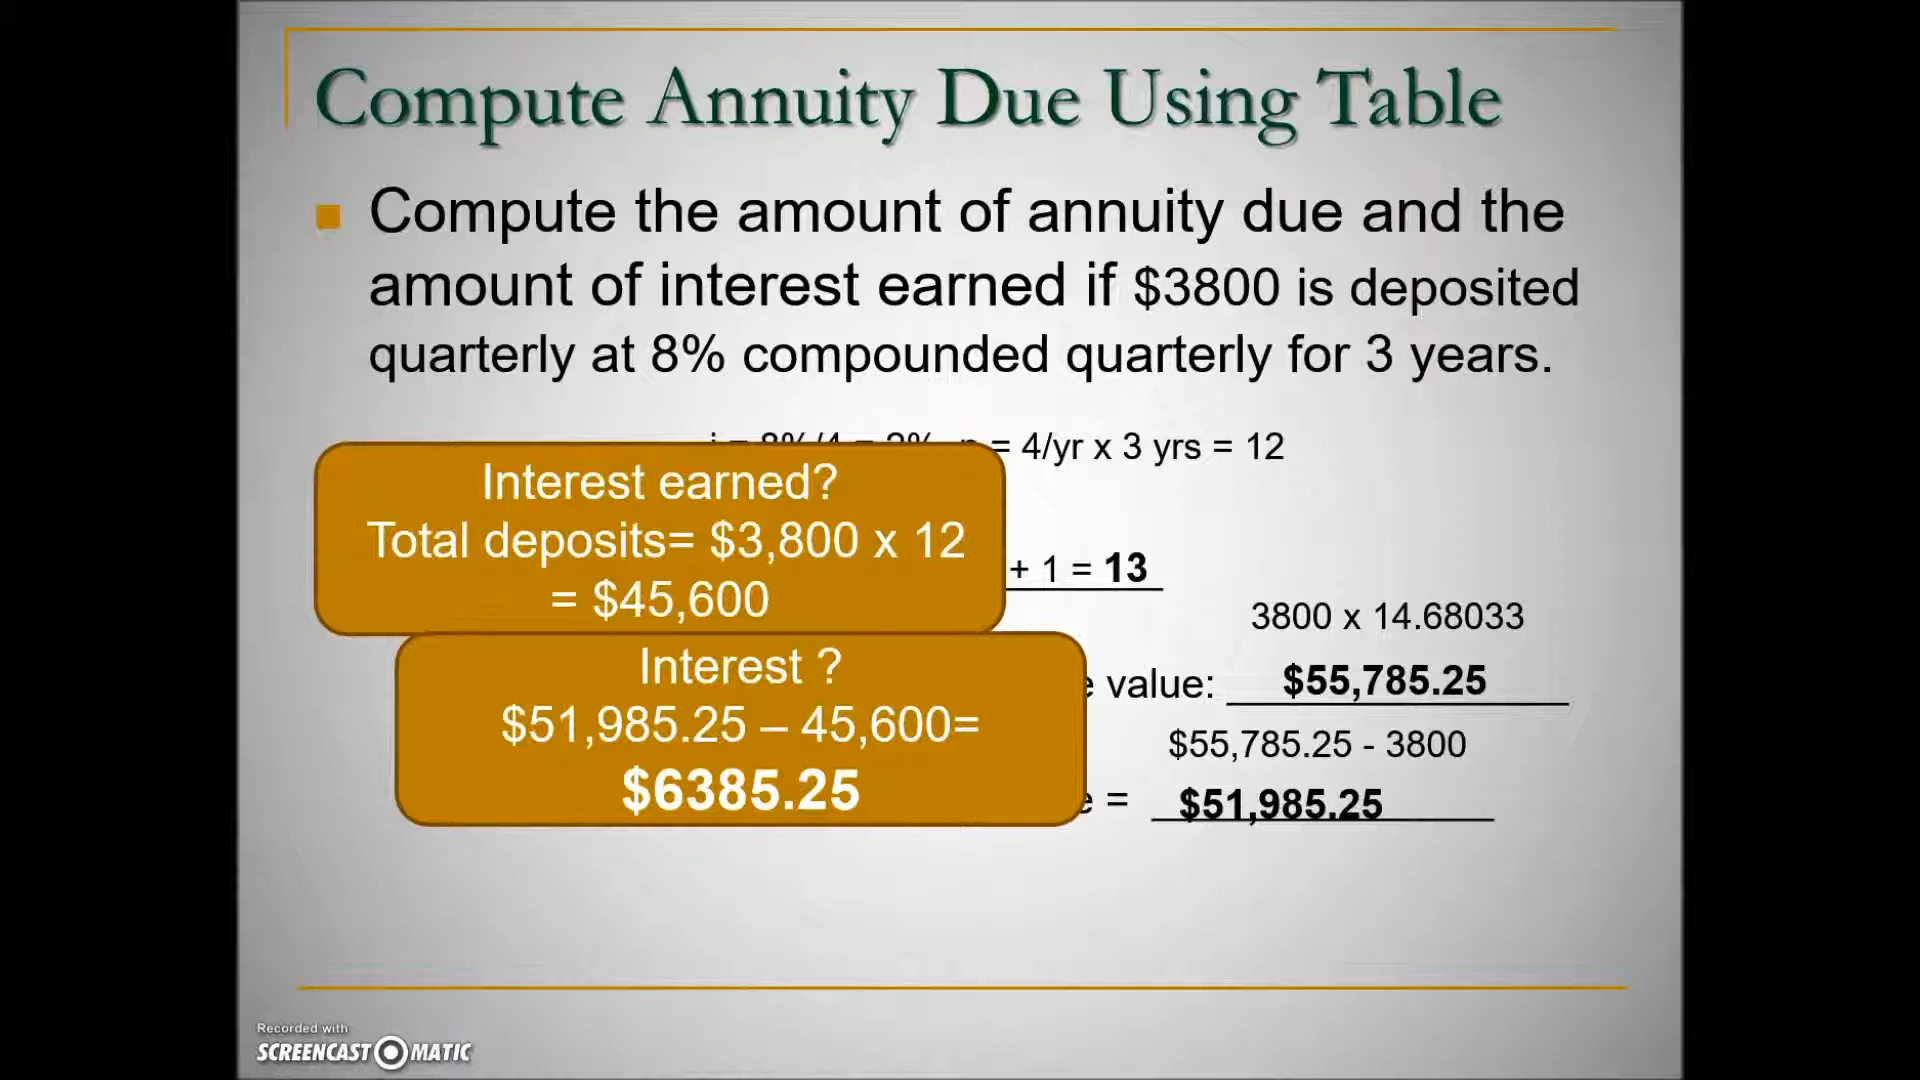 Compute Annuity Due Using Table
Compute the amount of annuity due and the
amount of interest earned if $3800 is deposited
quarterly at 8% compounded quarterly for 3 years.
i = 8%/4 = 2% n = 4/yr x 3 yrs = 12
Interest earned?
Total deposits= $3,800 x 12
= $45,600
+ 1 = 13
3800 x 14.68033
Interest ?
$51,985.25 – 45,600=
$6385.25
value: $55,785.25
$55,785.25 - 3800
= $51,985.25
Recorded with
SCREENCAST MATIC